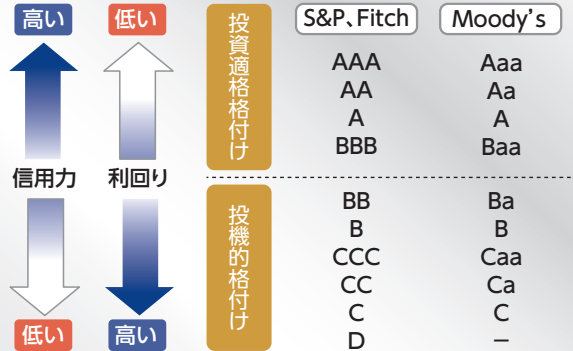 高い
低い
信用力
利回り
低い
高い
投資適格格付け
投機的格付け
S&P、Fitch
Moody's
AAA
Aaa
AA
Aa
A
A
BBB
Baa
BB
Ba
B
B
CCC
Caa
CC
Ca
C
C
D
–